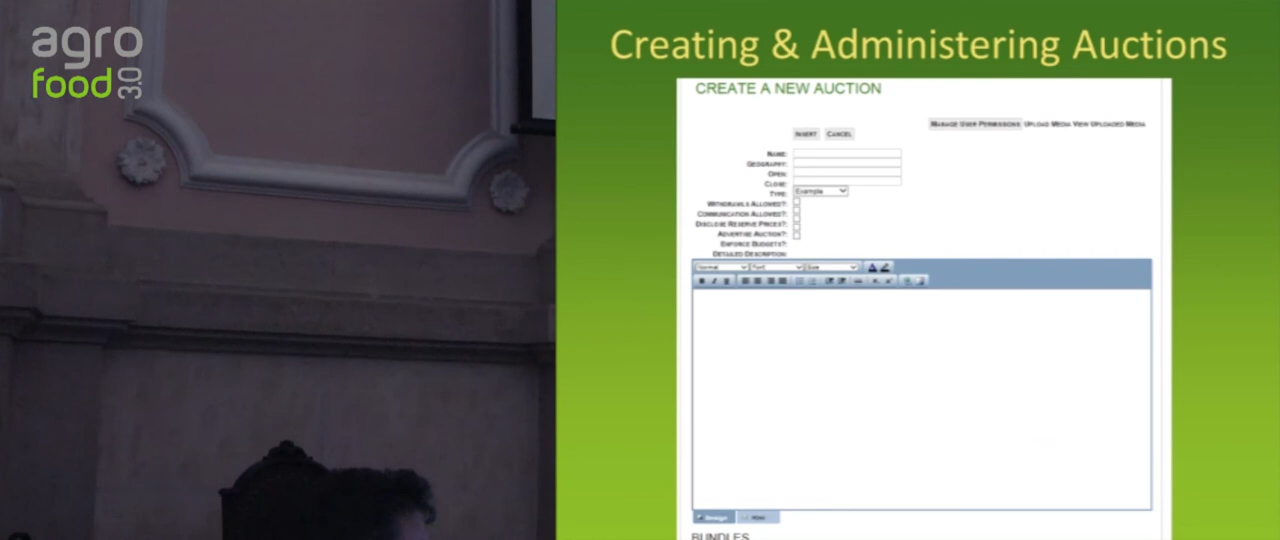 agro
food 3.0
Creating & Administering Auctions
CREATE A NEW AUCTION
MANAGE USER PERMISSIONS UPLOAD MEDIA VIEW UPLOADED MEDIA
INSERT CANCEL
NAME:
GEOGRAPHY:
OPEN:
CLOSE:
TYPE: Example
WITHDRAWLS ALLOWED?:
COMMUNICATION ALLOWED?:
DISCLOSE RESERVE PRICES?:
ADVERTISE AUCTION?:
ENFORCE BUDGETS?:
DETAILED DESCRIPTION:
Normal Font Size
B I U
Design HTML
BUNDLES